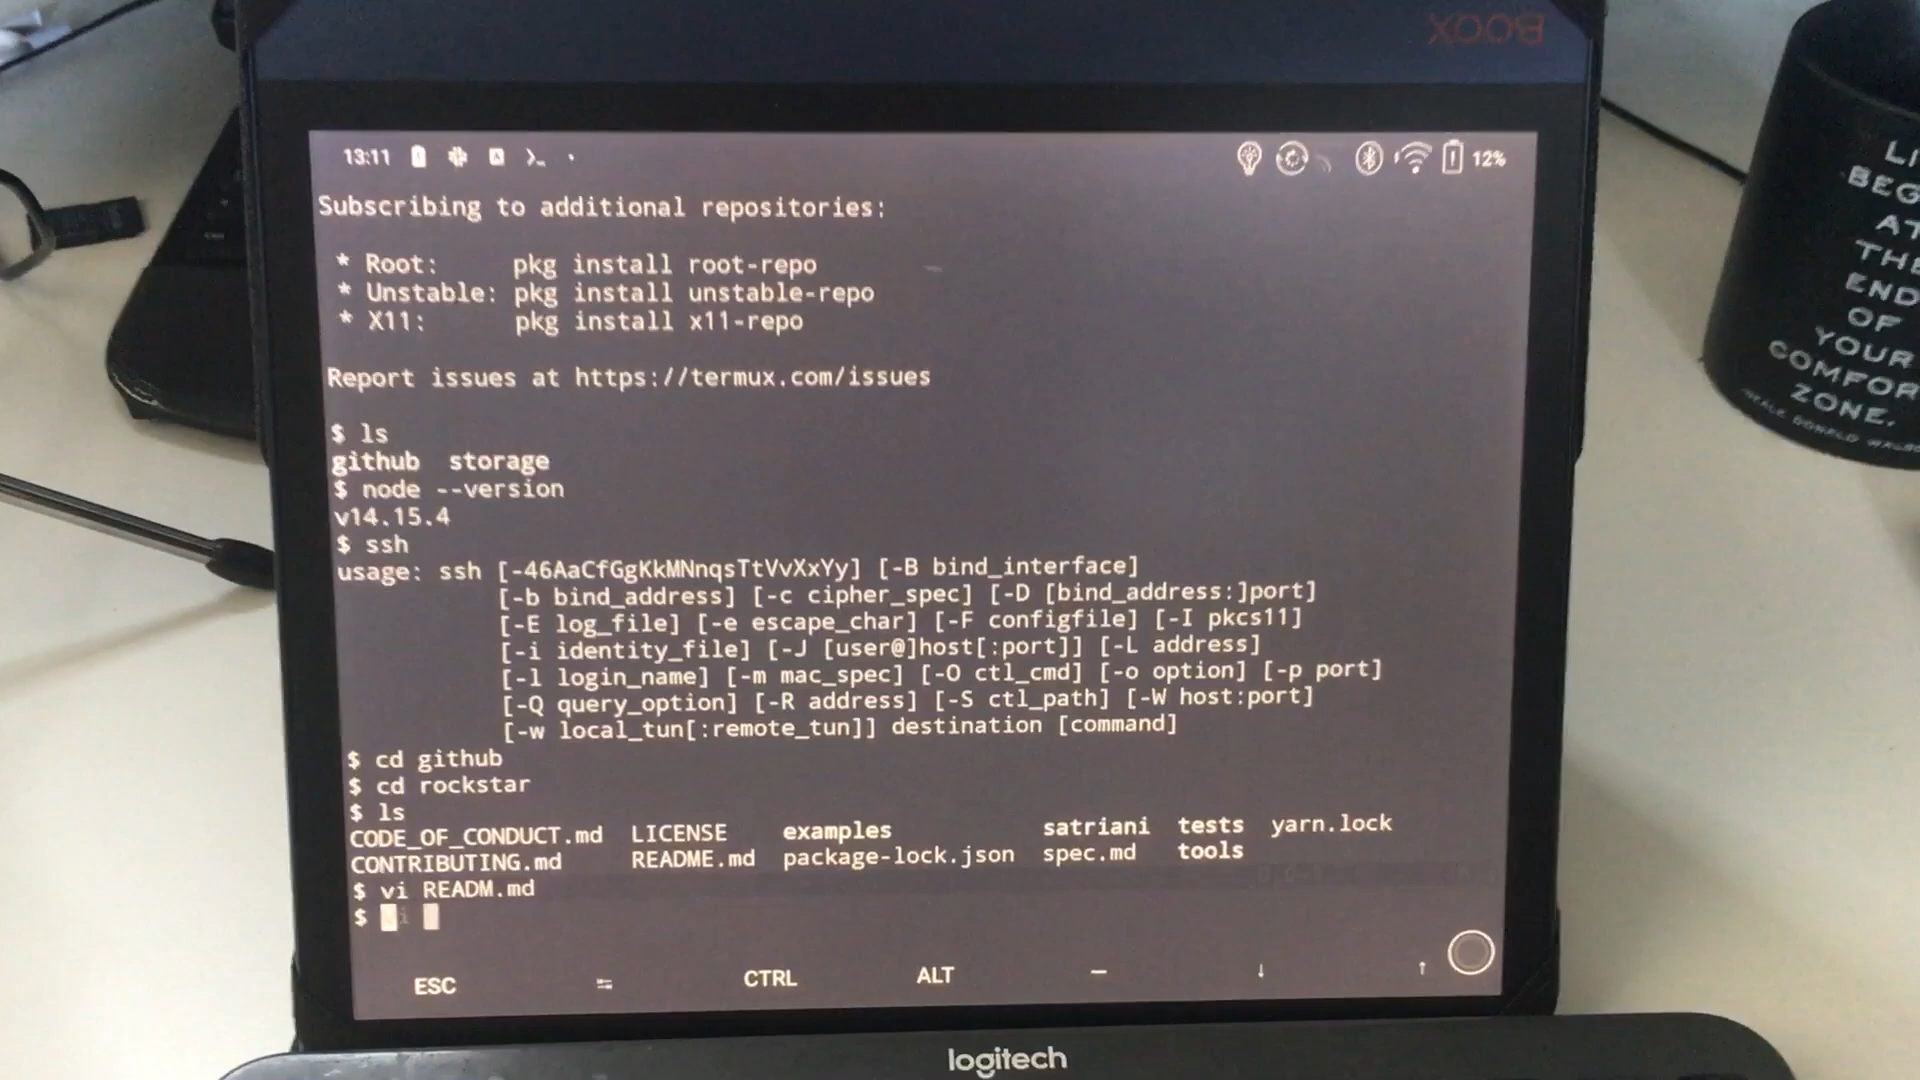 BOOX
13:11 12%
Subscribing to additional repositories:
* Root: pkg install root-repo
* Unstable: pkg install unstable-repo
* X11: pkg install x11-repo
Report issues at https://termux.com/issues
$ ls
github storage
$ node --version
v14.15.4
$ ssh
usage: ssh [-46AaCfGgKkMNnqsTtVvXxYy] [-B bind_interface]
[-b bind_address] [-c cipher_spec] [-D [bind_address:]port]
[-E log_file] [-e escape_char] [-F configfile] [-I pkcs11]
[-i identity_file] [-J [user@]host[:port]] [-L address]
[-l login_name] [-m mac_spec] [-O ctl_cmd] [-o option] [-p port]
[-Q query_option] [-R address] [-S ctl_path] [-W host:port]
[-w local_tun[:remote_tun]] destination [command]
$ cd github
$ cd rockstar
$ ls
CODE_OF_CONDUCT.md LICENSE examples satriani tests yarn.lock
CONTRIBUTING.md README.md package-lock.json spec.md tools
$ vi READM.md
$
ESC CTRL ALT — ↓ ↑
logitech
LI
BEG
AT
THE
END
OF
YOUR
COMFOR
ZONE.